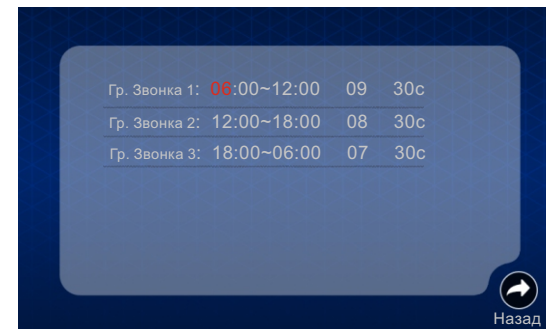 Гр. Звонка 1: 06:00~12:00 09 30с
Гр. Звонка 2: 12:00~18:00 08 30с
Гр. Звонка 3: 18:00~06:00 07 30с
Назад